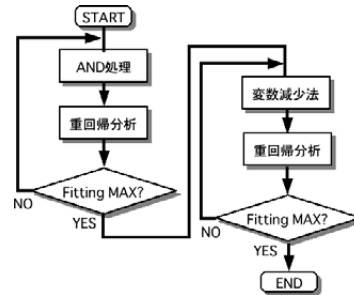 START
AND処理
重回帰分析
Fitting MAX?
NO
YES
変数減少法
重回帰分析
Fitting MAX?
NO
YES
END